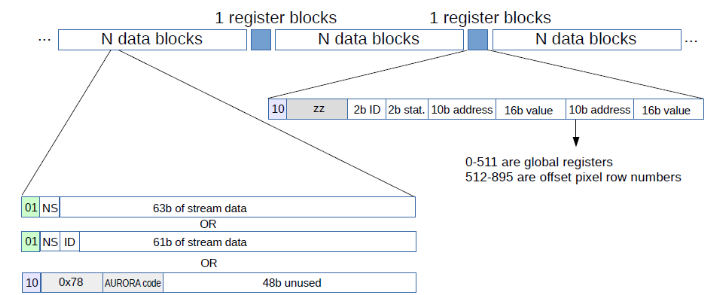 1 register blocks 1 register blocks
... N data blocks N data blocks N data blocks ...
10 zz 2b ID 2b stat. 10b address 16b value 10b address 16b value
0-511 are global registers
512-895 are offset pixel row numbers
01 NS 63b of stream data
OR
01 NS ID 61b of stream data
OR
10 0x78 AURORA code 48b unused